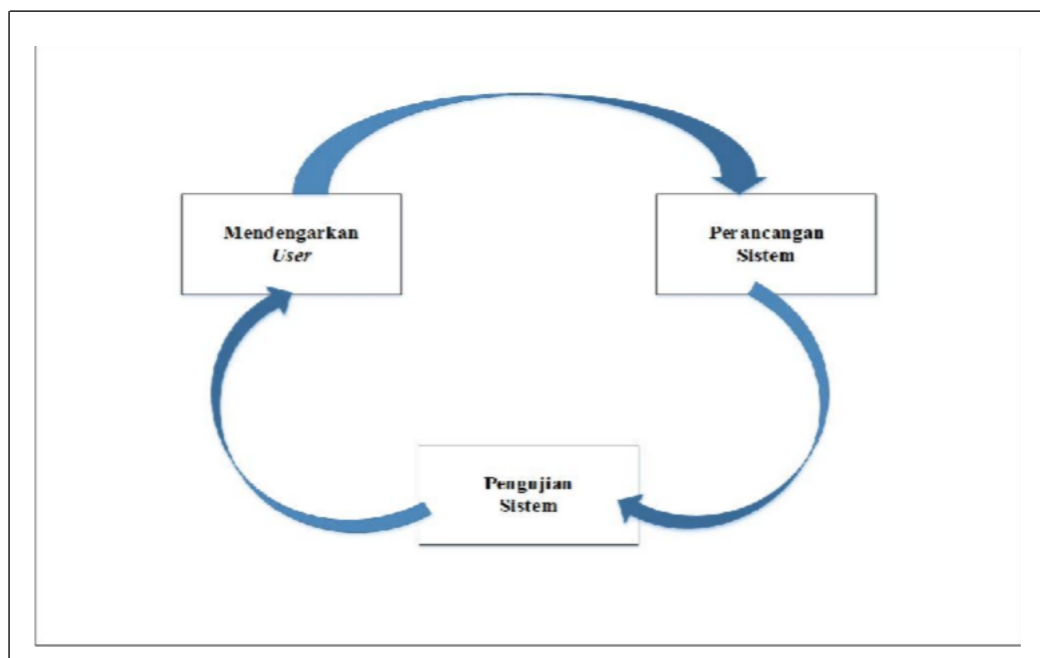 Mendengarkan
User
Perancangan
Sistem
Pengujian
Sistem